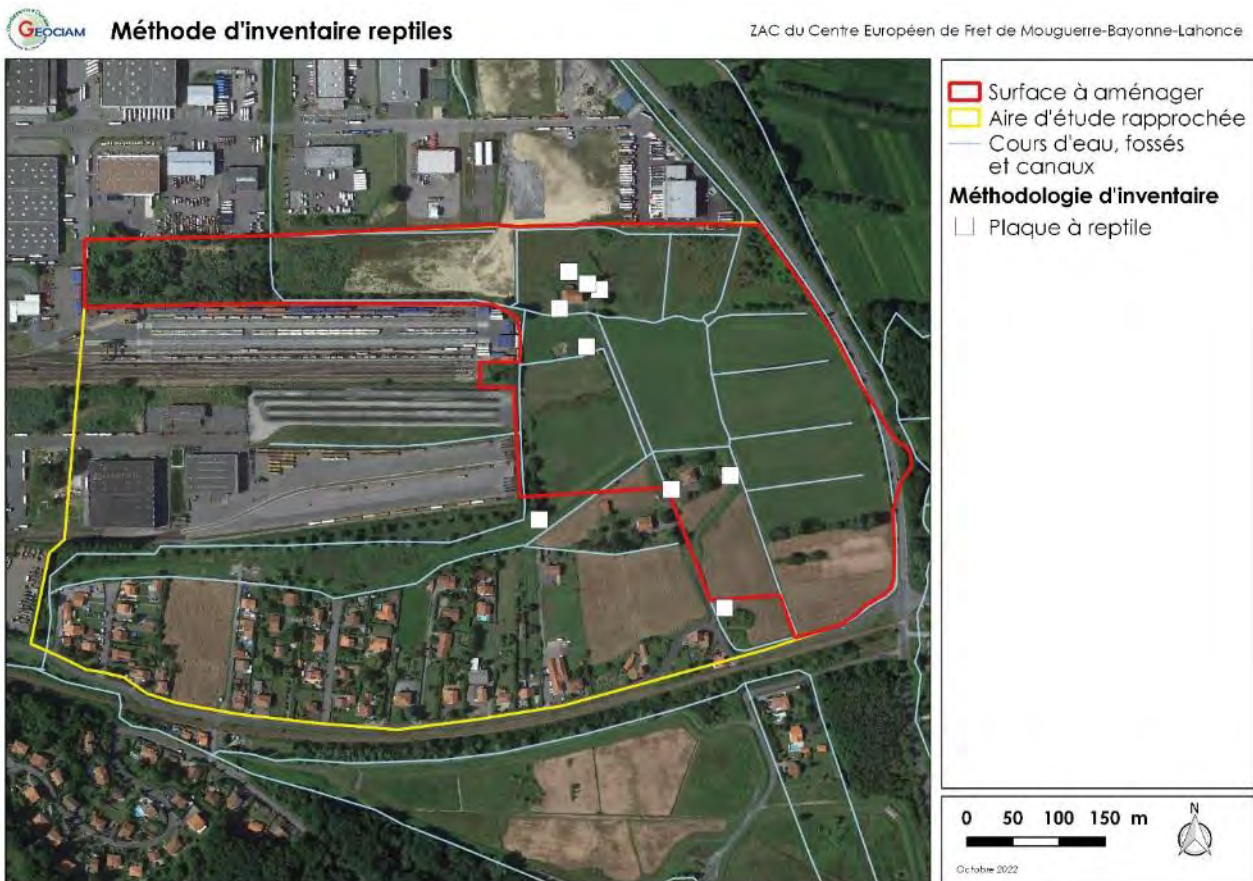 GEOCIAM
Méthode d'inventaire reptiles
ZAC du Centre Européen de Fret de Mouguerre-Bayonne-Lahonce
Surface à aménager
Aire d'étude rapprochée
Cours d'eau, fossés
et canaux
Méthodologie d'inventaire
Plaque à reptile
0 50 100 150 m
N
Octobre 2022